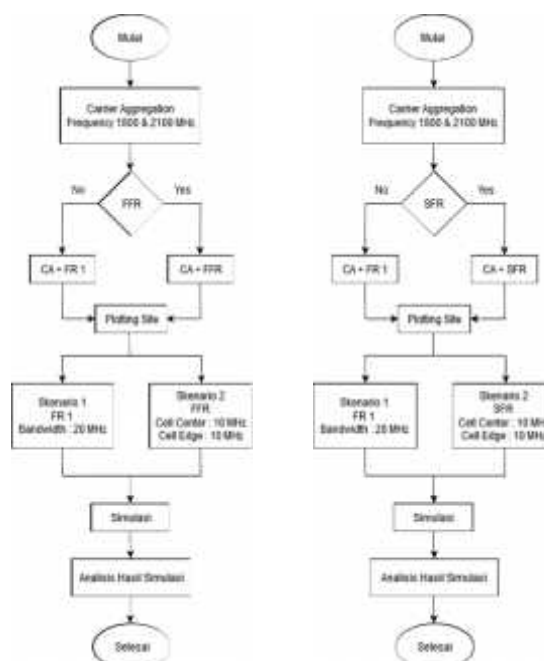 Mulai
Carrier Aggregation
Frequency 1800 & 2100 MHz
No
Yes
FFR
CA + FR 1
CA + FFR
Plotting Site
Skenario 1
FR 1
Bandwidth : 20 MHz
Skenario 2
FFR
Cell Center : 10 MHz
Cell Edge : 10 MHz
Simulasi
Analisis Hasil Simulasi
Selesai
Mulai
Carrier Aggregation
Frequency 1800 & 2100 MHz
No
Yes
SFR
CA + FR 1
CA + SFR
Plotting Site
Skenario 1
FR 1
Bandwidth : 20 MHz
Skenario 2
SFR
Cell Center : 10 MHz
Cell Edge : 10 MHz
Simulasi
Analisis Hasil Simulasi
Selesai